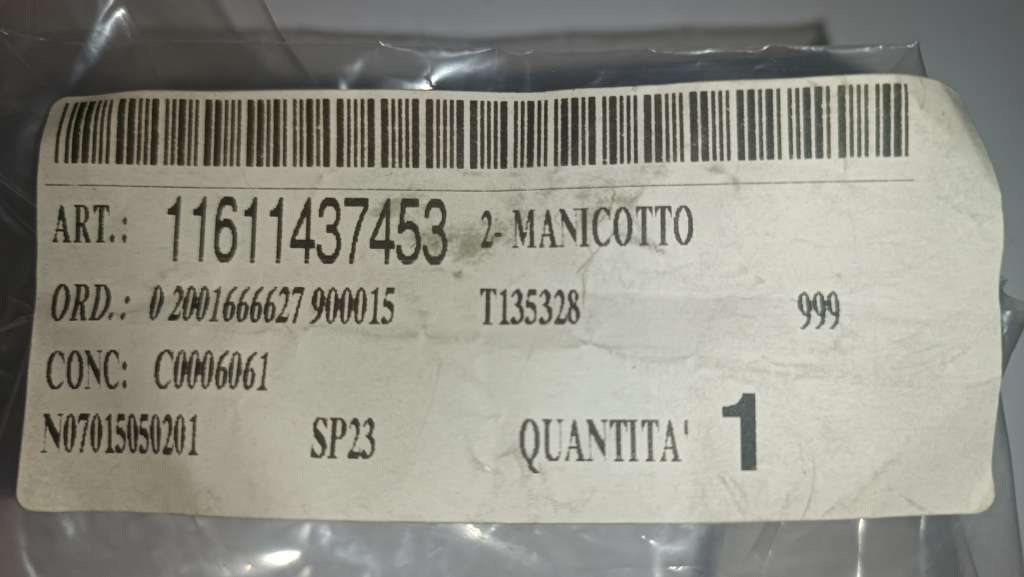 ART.: 11611437453 2- MANICOTTO
ORD.: 0 2001666627 900015 T135328 999
CONC: C0006061
N07015050201 SP23 QUANTITA' 1